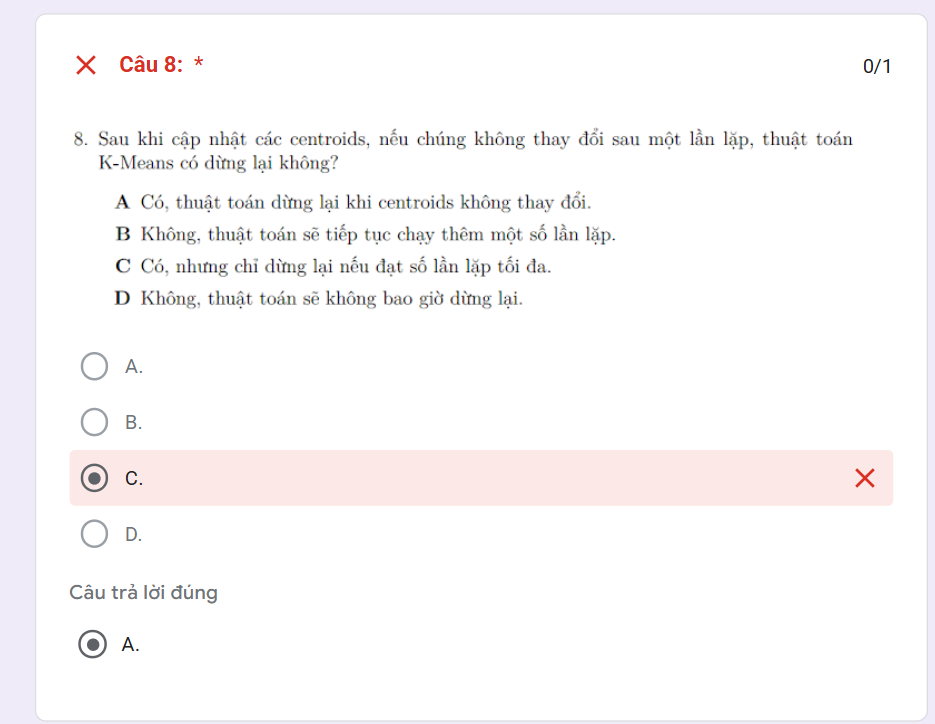 Câu 8: *
0/1
8. Sau khi cập nhật các centroids, nếu chúng không thay đổi sau một lần lặp, thuật toán
K-Means có dừng lại không?
A Có, thuật toán dừng lại khi centroids không thay đổi.
B Không, thuật toán sẽ tiếp tục chạy thêm một số lần lặp.
C Có, nhưng chỉ dừng lại nếu đạt số lần lặp tối đa.
D Không, thuật toán sẽ không bao giờ dừng lại.
A.
B.
C.
D.
Câu trả lời đúng
A.